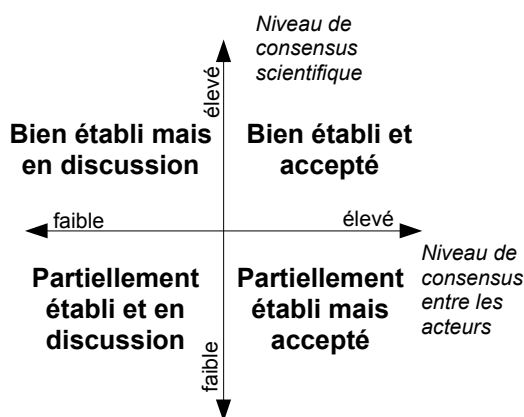 Niveau de
consensus
scientifique
élevé
Bien établi mais
en discussion
Bien établi et
accepté
faible
élevé
Niveau de
consensus
entre les
acteurs
Partiellement
établi et en
discussion
Partiellement
établi mais
accepté
faible